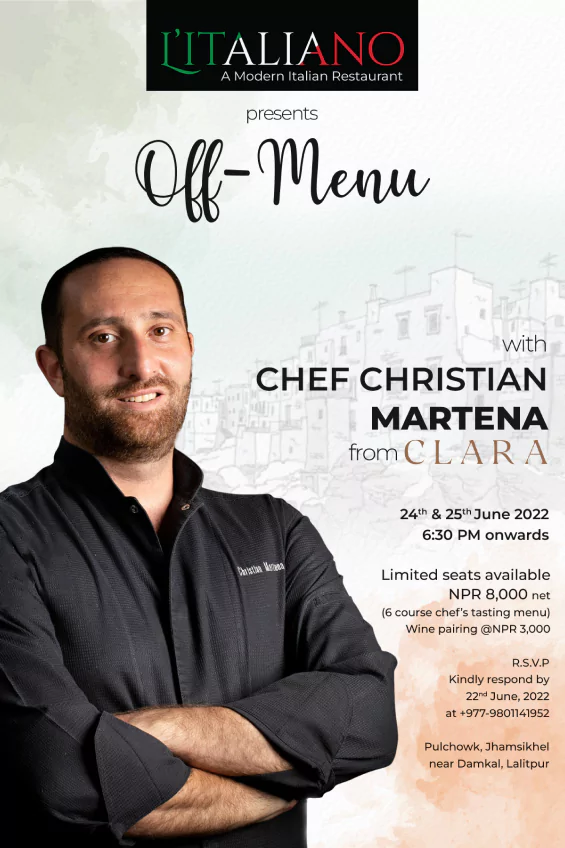 L'ITALIANO
A Modern Italian Restaurant
presents
Off-Menu
with
CHEF CHRISTIAN
MARTENA
from CLARA
Christian Martena
24th & 25th June 2022
6:30 PM onwards
Limited seats available
NPR 8,000 net
(6 course chef's tasting menu)
Wine pairing @NPR 3,000
R.S.V.P
Kindly respond by
22nd June, 2022
at +977-9801141952
Pulchowk, Jhamsikhel
near Damkal, Lalitpur